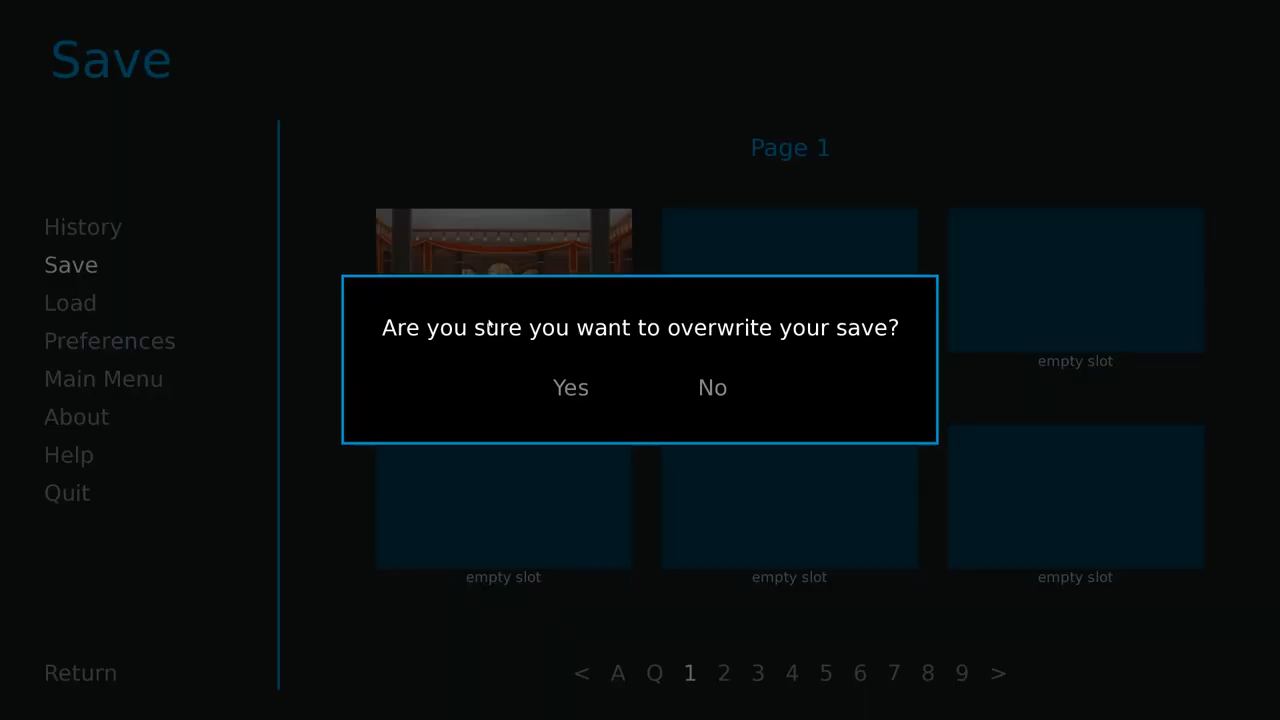 Save
Page 1
History
Save
Load
Preferences
Main Menu
About
Help
Quit
Return
Are you sure you want to overwrite your save?
Yes No
empty slot
empty slot empty slot empty slot
< A Q 1 2 3 4 5 6 7 8 9 >